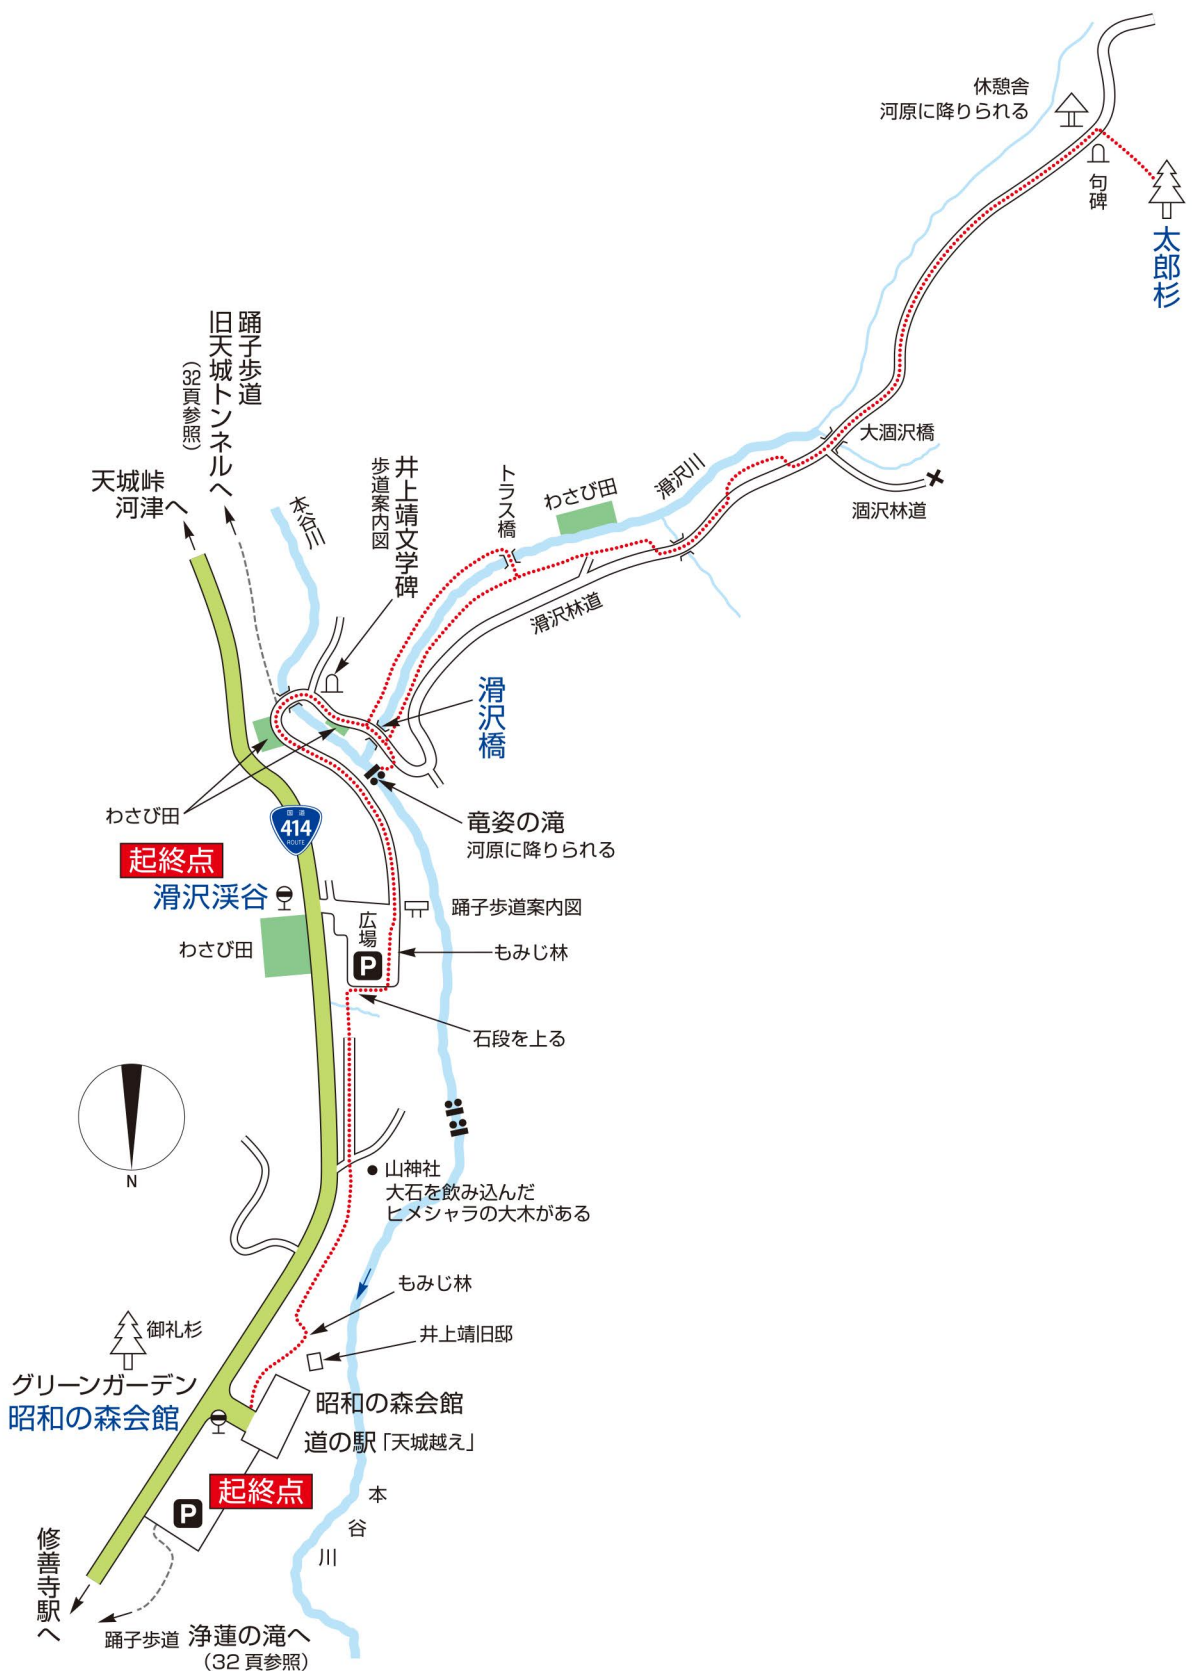 休憩舎
河原に降りられる
句碑
太郎杉
踊子歩道
旧天城トンネルへ
（32頁参照）
天城峠
河津へ
本谷川
井上靖文学碑
歩道案内図
トラス橋
わさび田
滑沢川
大涸沢橋
涸沢林道
滑沢林道
滑沢橋
わさび田
竜姿の滝
河原に降りられる
国道
414
ROUTE
起終点
滑沢渓谷
わさび田
広場
P
踊子歩道案内図
もみじ林
石段を上る
N
山神社
大石を飲み込んだ
ヒメシャラの大木がある
もみじ林
井上靖旧邸
御礼杉
グリーンガーデン
昭和の森会館
昭和の森会館
道の駅「天城越え」
起終点
P
本谷川
修善寺駅へ
踊子歩道 浄蓮の滝へ
（32 頁参照）